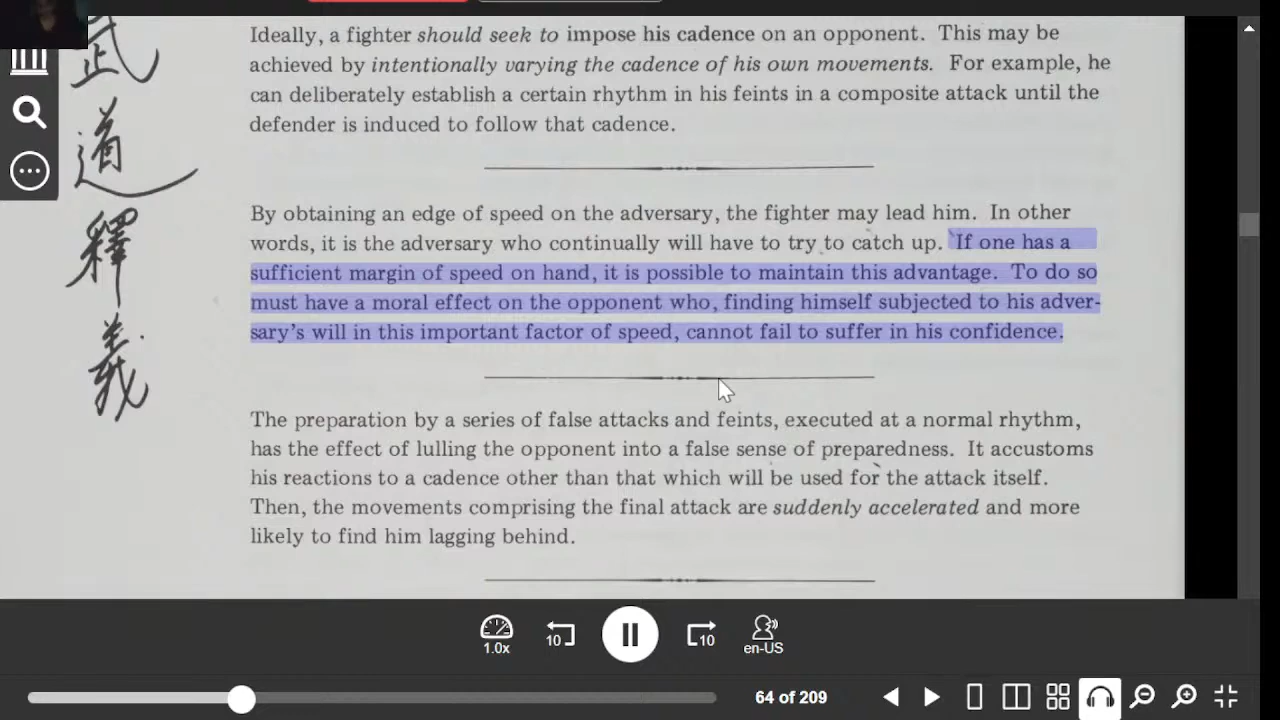 武
道
釋
義
Ideally, a fighter should seek to impose his cadence on an opponent. This may be
achieved by intentionally varying the cadence of his own movements. For example, he
can deliberately establish a certain rhythm in his feints in a composite attack until the
defender is induced to follow that cadence.
By obtaining an edge of speed on the adversary, the fighter may lead him. In other
words, it is the adversary who continually will have to try to catch up. If one has a
sufficient margin of speed on hand, it is possible to maintain this advantage. To do so
must have a moral effect on the opponent who, finding himself subjected to his adver-
sary's will in this important factor of speed, cannot fail to suffer in his confidence.
The preparation by a series of false attacks and feints, executed at a normal rhythm,
has the effect of lulling the opponent into a false sense of preparedness. It accustoms
his reactions to a cadence other than that which will be used for the attack itself.
Then, the movements comprising the final attack are suddenly accelerated and more
likely to find him lagging behind.
1.0x
10
10
en-US
64 of 209